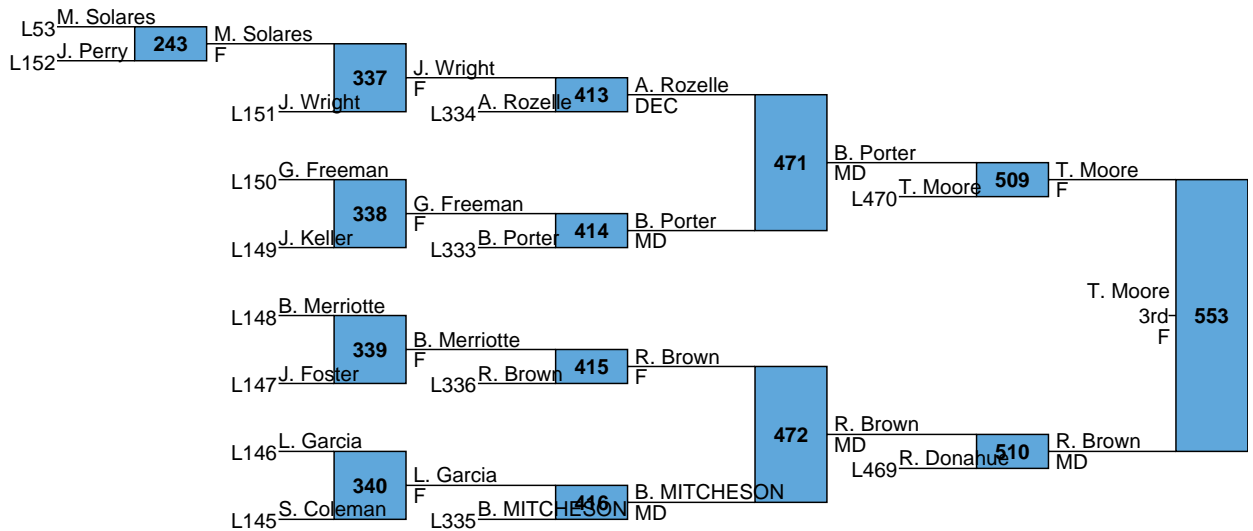 M. Solares
L53
243
M. Solares
F
J. Perry
L152
337
J. Wright
F
J. Wright
L151
A. Rozelle
L334
413
A. Rozelle
DEC
471
B. Porter
MD
G. Freeman
L150
338
G. Freeman
F
J. Keller
L149
B. Porter
L333
414
B. Porter
MD
T. Moore
L470
509
T. Moore
F
553
T. Moore
3rd
F
B. Merriotte
L148
339
B. Merriotte
F
J. Foster
L147
R. Brown
L336
415
R. Brown
F
472
R. Brown
MD
L. Garcia
L146
340
L. Garcia
F
S. Coleman
L145
B. MITCHESON
L335
416
B. MITCHESON
MD
R. Donahue
L469
510
R. Brown
MD